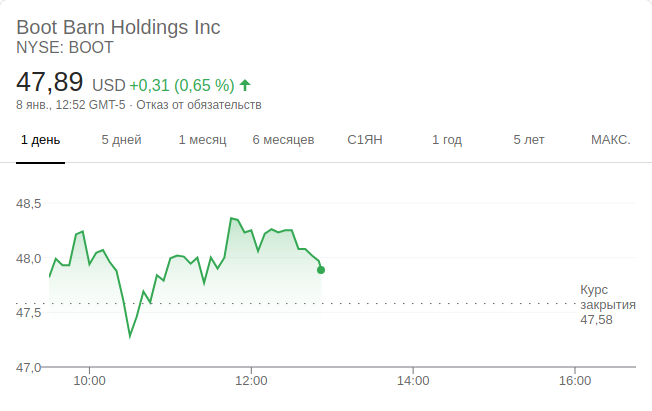 Boot Barn Holdings Inc
NYSE: BOOT
47,89 USD +0,31 (0,65 %)
8 янв., 12:52 GMT-5 · Отказ от обязательств
1 день 5 дней 1 месяц 6 месяцев С1ЯН 1 год 5 лет МАКС.
48,5
48,0
47,5
47,0
Курс
закрытия
47,58
10:00 12:00 14:00 16:00